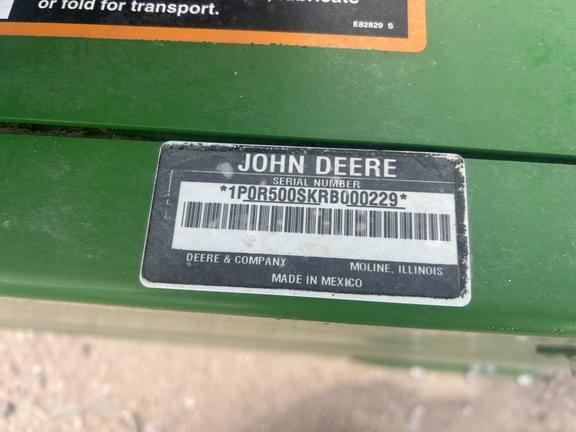 or fold for transport.
E82829 S
JOHN DEERE
SERIAL NUMBER
*1P0R500SKRB000229*
DEERE & COMPANY
MOLINE, ILLINOIS
MADE IN MEXICO